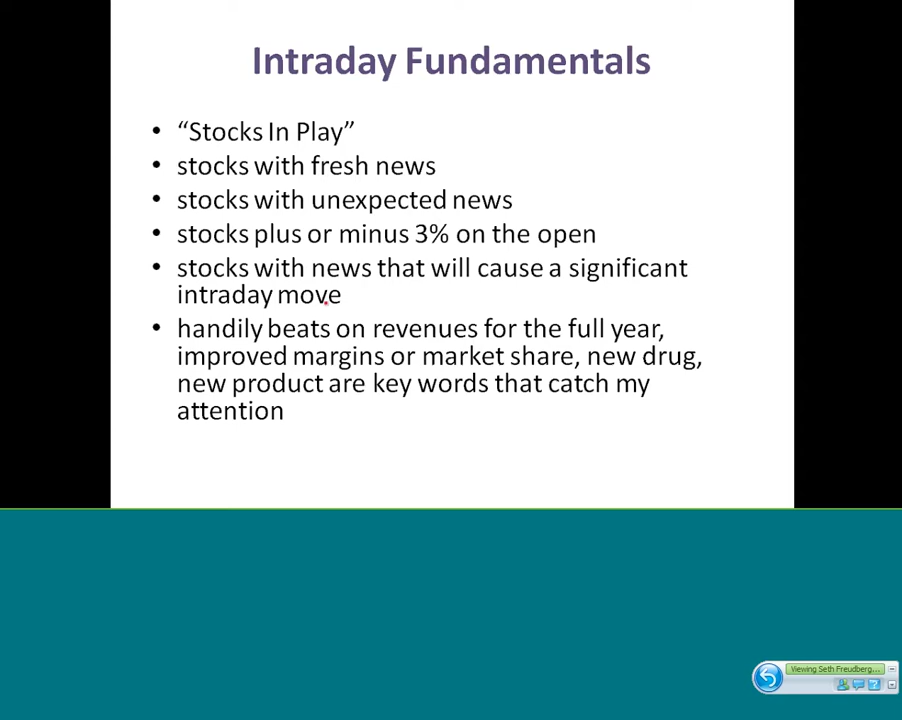 Intraday Fundamentals
• “Stocks In Play”
• stocks with fresh news
• stocks with unexpected news
• stocks plus or minus 3% on the open
• stocks with news that will cause a significant
intraday move
• handily beats on revenues for the full year,
improved margins or market share, new drug,
new product are key words that catch my
attention
Viewing Seth Freudberg...